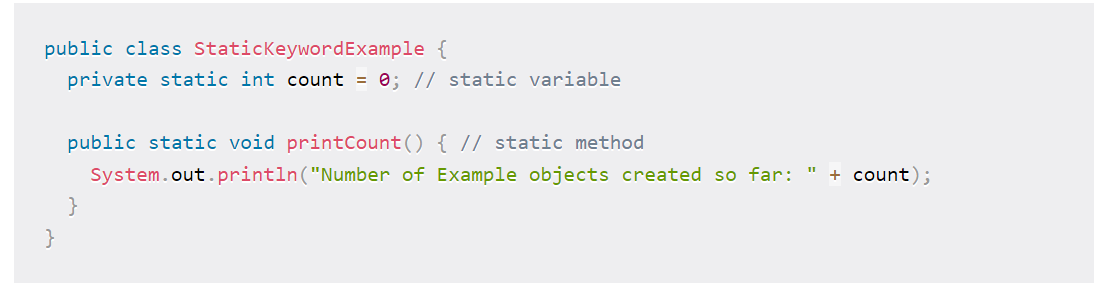 public class StaticKeywordExample {
  private static int count = 0; // static variable

  public static void printCount() { // static method
    System.out.println("Number of Example objects created so far: " + count);
  }
}